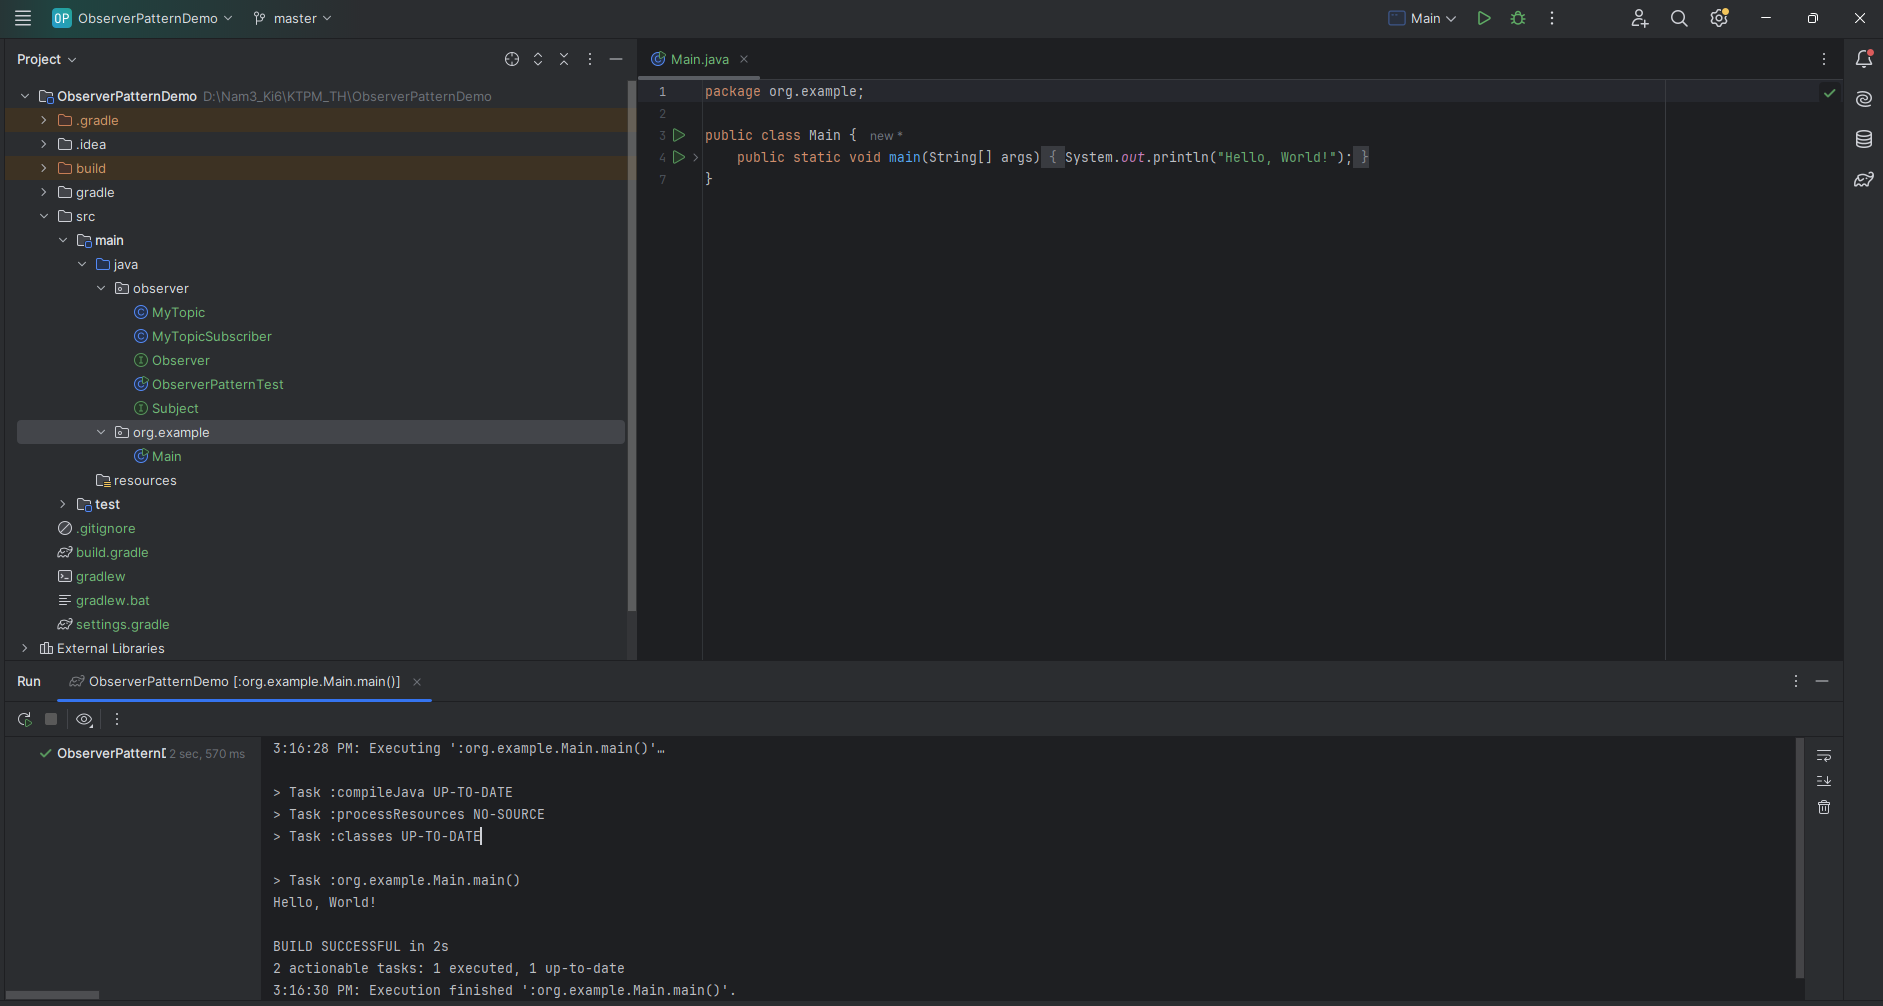 OP ObserverPatternDemo master Main
Project
ObserverPatternDemo D:\Nam3_Ki6\KTPM_TH\ObserverPatternDemo
.gradle
.idea
build
gradle
src
main
java
observer
MyTopic
MyTopicSubscriber
Observer
ObserverPatternTest
Subject
org.example
Main
resources
test
.gitignore
build.gradle
gradlew
gradlew.bat
settings.gradle
External Libraries
Main.java
1 package org.example;
2
3 public class Main { new *
4 public static void main(String[] args) { System.out.println("Hello, World!"); }
7 }
Run ObserverPatternDemo [:org.example.Main.main()]
ObserverPatternD 2 sec, 570 ms
3:16:28 PM: Executing ':org.example.Main.main()'…
> Task :compileJava UP-TO-DATE
> Task :processResources NO-SOURCE
> Task :classes UP-TO-DATE
> Task :org.example.Main.main()
Hello, World!
BUILD SUCCESSFUL in 2s
2 actionable tasks: 1 executed, 1 up-to-date
3:16:30 PM: Execution finished ':org.example.Main.main()'.